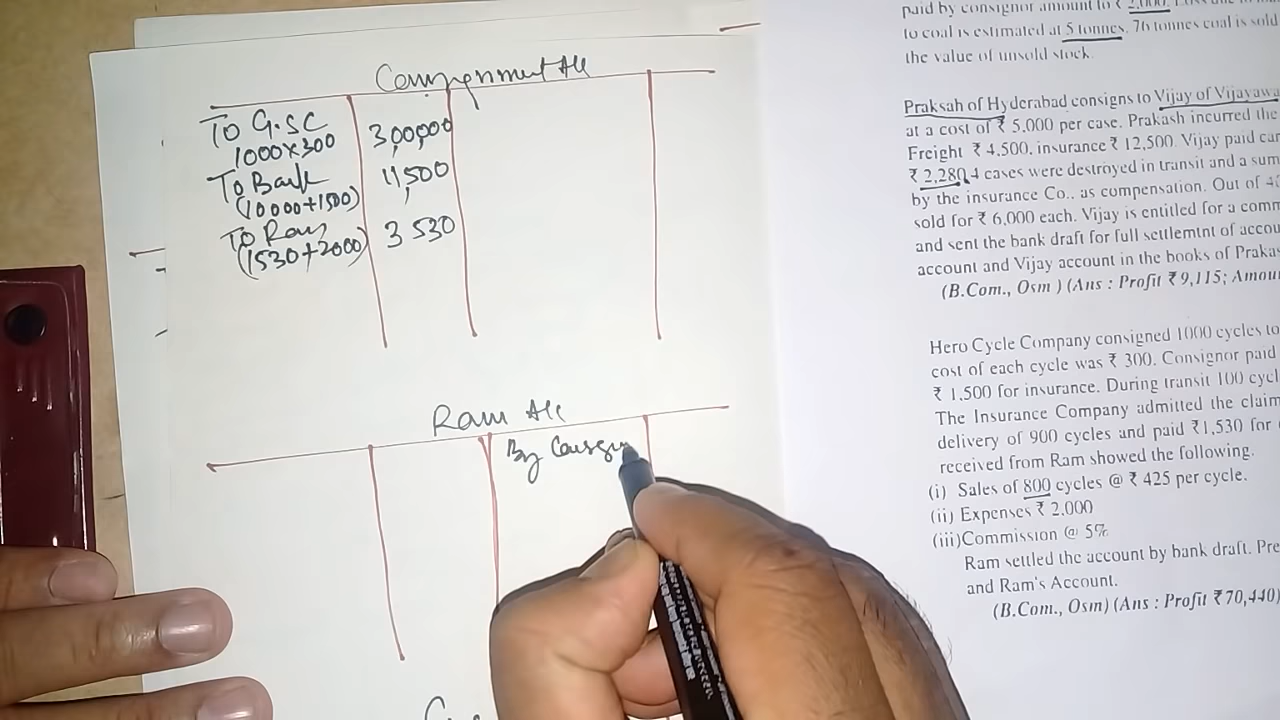 Consignment A/c
To G.S.C 3,00,000
1000×300
To Bank 11,500
(10000+1500)
To Ram 3530
(1530+2000)
Ram A/c
By Consign
paid by consignor amount to ₹ 2,000.
to coal is estimated at 5 tonnes. 76 tonnes coal is sold
the value of unsold stock.
Praksah of Hyderabad consigns to Vijay of Vijayawa
at a cost of ₹ 5,000 per case. Prakash incurred the
Freight ₹ 4,500, insurance ₹ 12,500. Vijay paid car
₹ 2,280. 4 cases were destroyed in transit and a sum
by the insurance Co., as compensation. Out of 4
sold for ₹ 6,000 each. Vijay is entitled for a comm
and sent the bank draft for full settlemtnt of accou
account and Vijay account in the books of Praka
(B.Com., Osm ) (Ans : Profit ₹ 9,115; Amou
Hero Cycle Company consigned 1000 cycles to
cost of each cycle was ₹ 300. Consignor paid
₹ 1,500 for insurance. During transit 100 cycl
The Insurance Company admitted the claim
delivery of 900 cycles and paid ₹1,530 for
received from Ram showed the following.
(i) Sales of 800 cycles @ ₹ 425 per cycle.
(ii) Expenses ₹ 2,000
(iii)Commission @ 5%
Ram settled the account by bank draft. Pre
and Ram's Account.
(B.Com., Osm) (Ans : Profit ₹ 70,440)